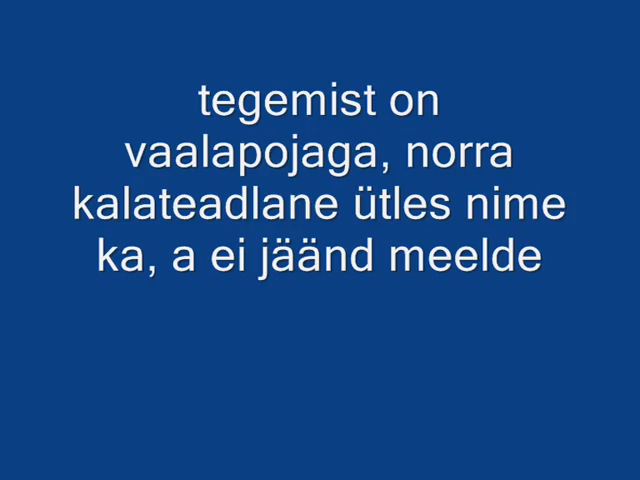 tegemist on
vaalapojaga, norra
kalateadlane ütles nime
ka, a ei jäänd meelde